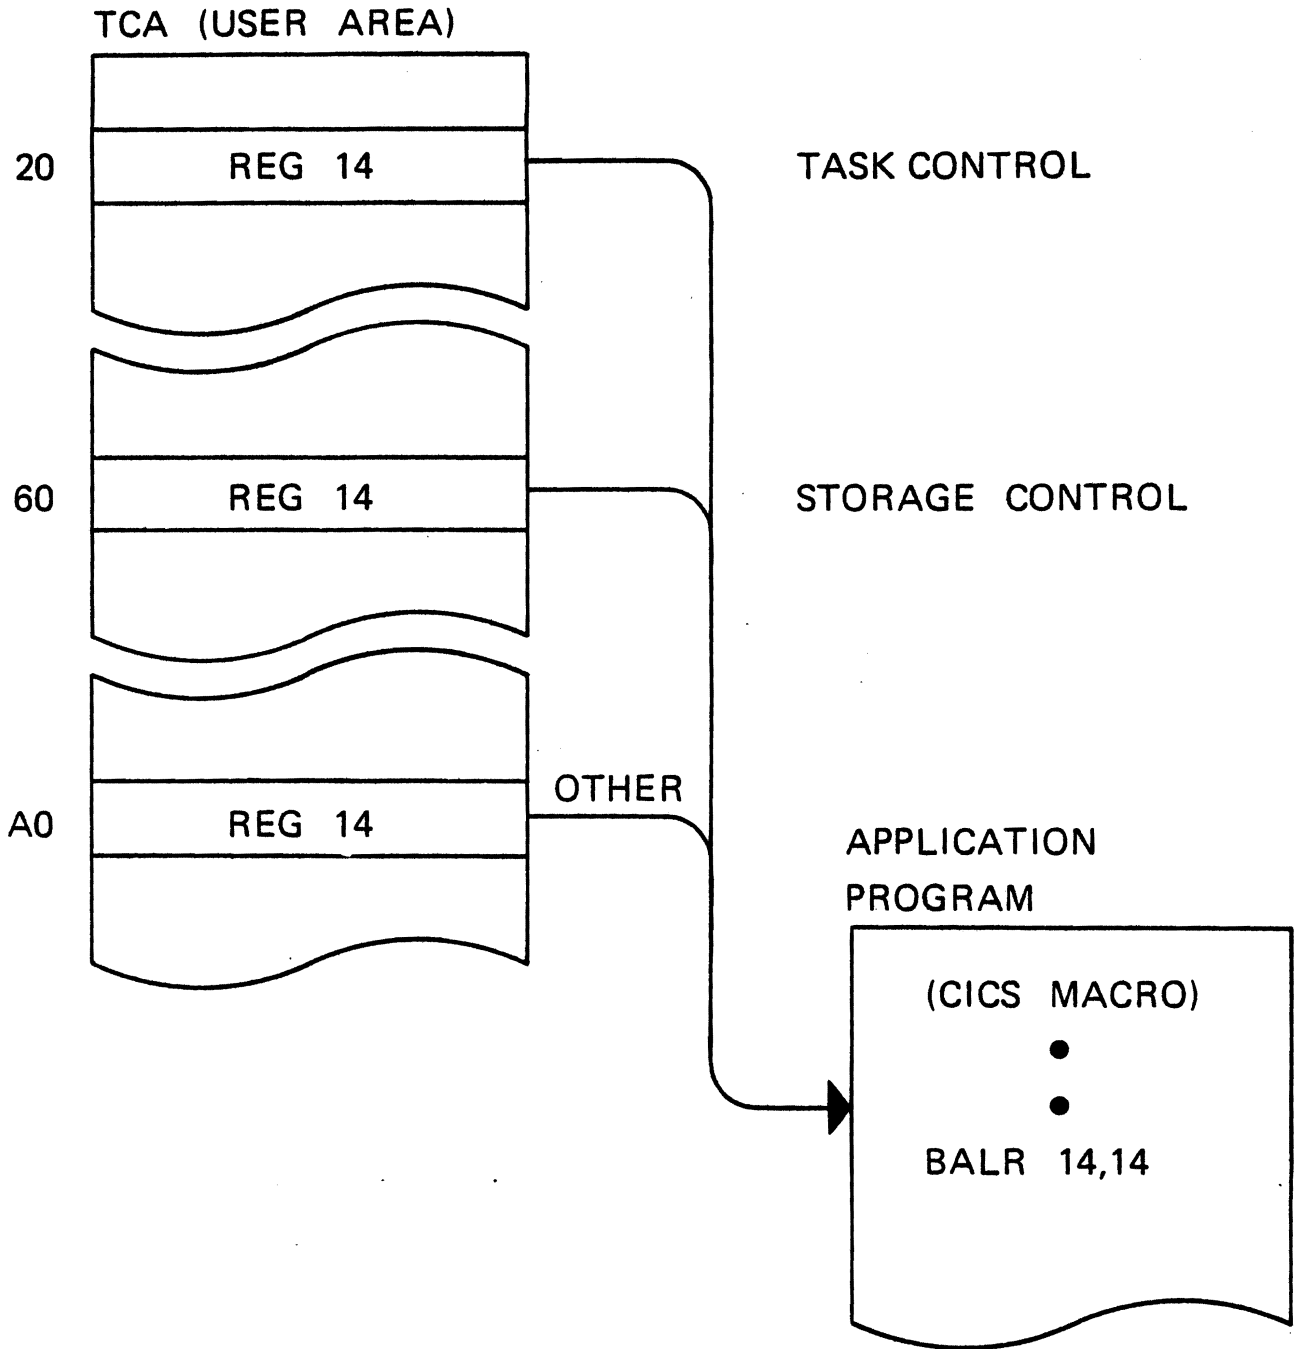 TCA (USER AREA)
20 REG 14 TASK CONTROL
60 REG 14 STORAGE CONTROL
OTHER
A0 REG 14
APPLICATION
PROGRAM
(CICS MACRO)
•
•
BALR 14,14